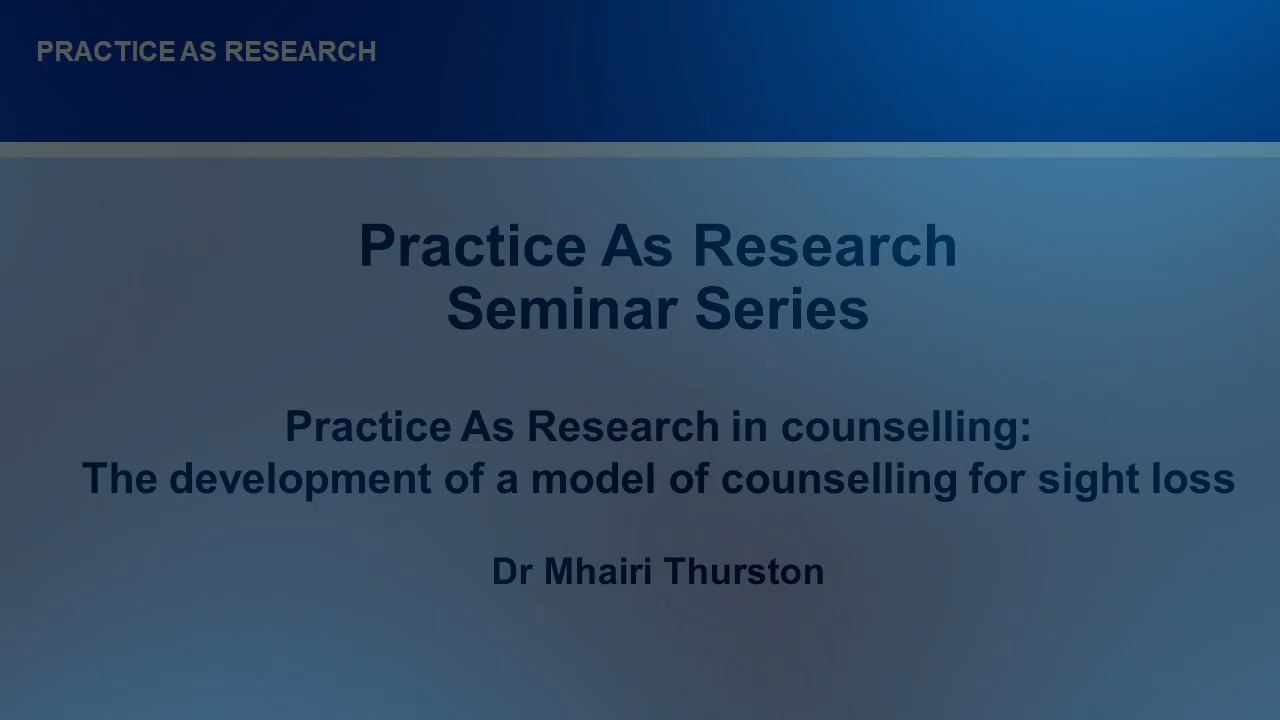 PRACTICE AS RESEARCH
Practice As Research
Seminar Series
Practice As Research in counselling:
The development of a model of counselling for sight loss
Dr Mhairi Thurston